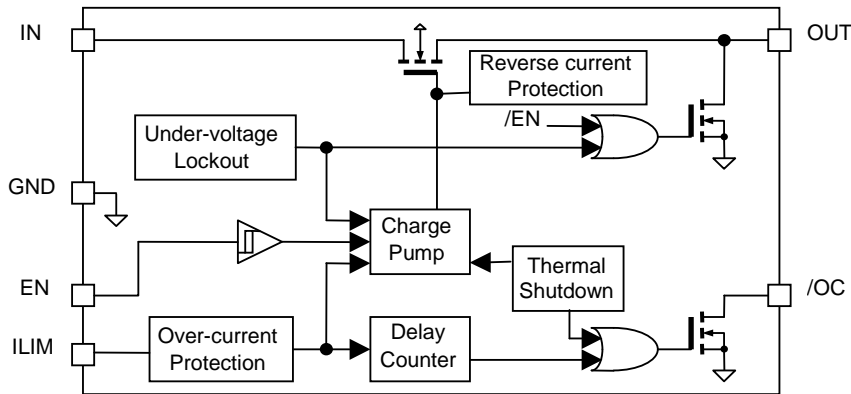 IN
OUT
Reverse current
Protection
/EN
Under-voltage
Lockout
GND
Charge
Pump
EN
Thermal
Shutdown
/OC
ILIM
Over-current
Protection
Delay
Counter